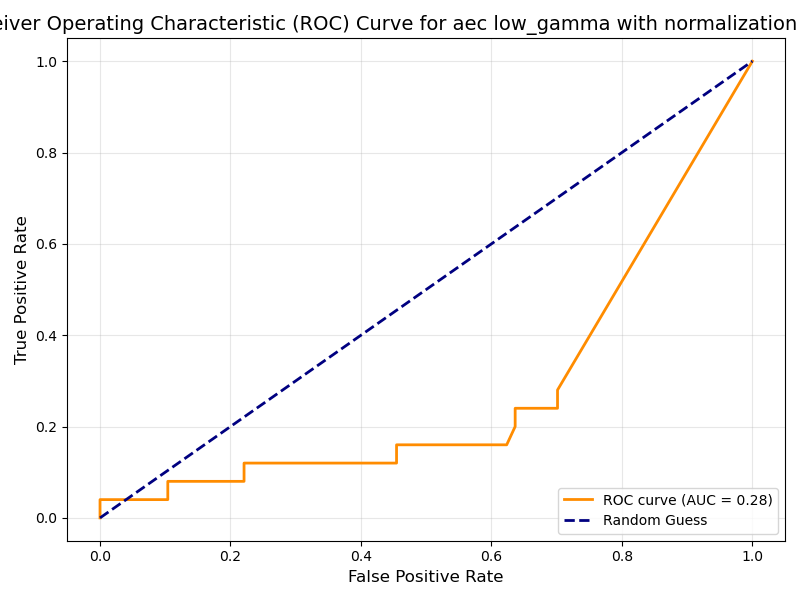 eiver Operating Characteristic (ROC) Curve for aec low_gamma with normalization
True Positive Rate
1.0
0.8
0.6
0.4
0.2
0.0
0.0 0.2 0.4 0.6 0.8 1.0
False Positive Rate
ROC curve (AUC = 0.28)
Random Guess